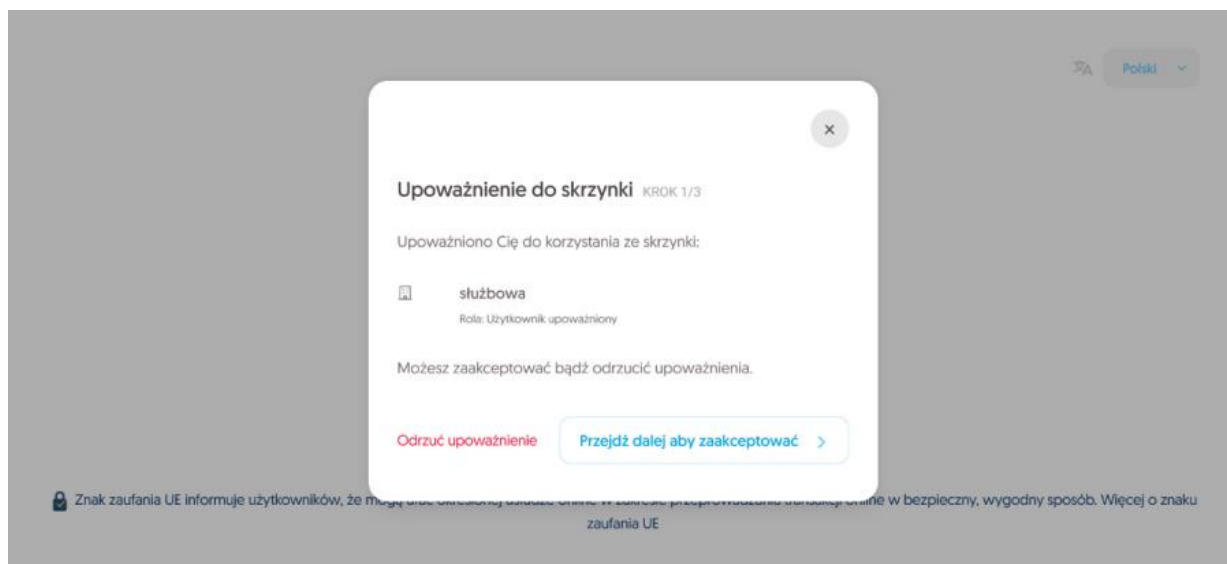 Polski
Upoważnienie do skrzynki KROK 1/3
Upoważniono Cię do korzystania ze skrzynki:
służbowa
Rola: Użytkownik upoważniony
Możesz zaakceptować bądź odrzucić upoważnienia.
Odrzuć upoważnienie Przejdź dalej aby zaakceptować
Znak zaufania UE informuje użytkowników, że w bezpieczny, wygodny sposób. Więcej o znaku
zaufania UE